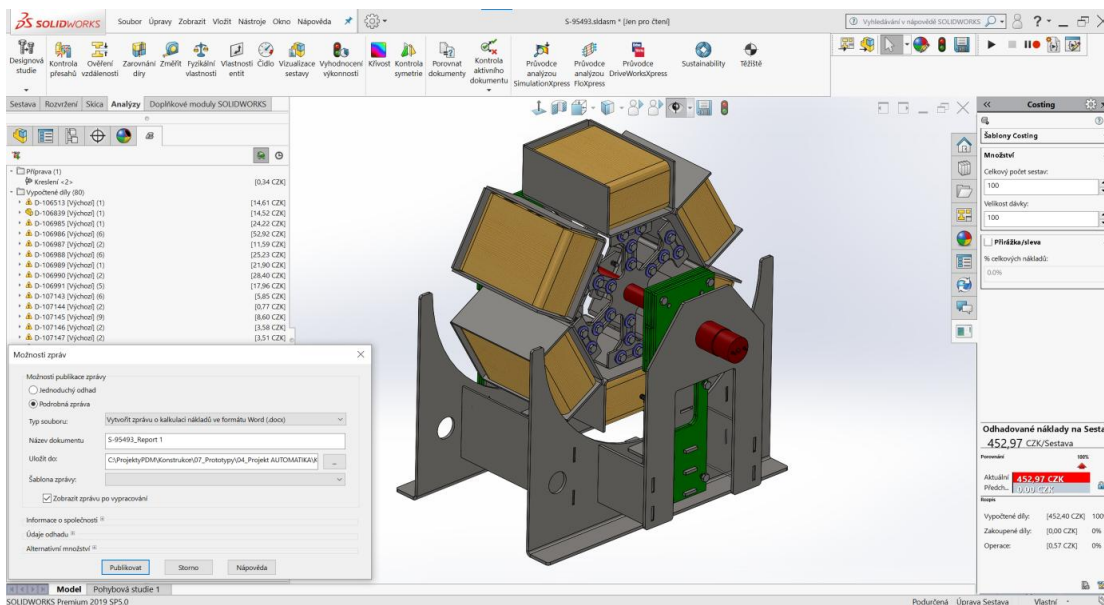 SOLIDWORKS
Soubor Úpravy Zobrazit Vložit Nástroje Okno Nápověda
S-95493.sldasm * [Jen pro čtení]
Vyhledávání v nápovědě SOLIDWORKS
Designová studie
Kontrola přesahů
Ověření vzdálenosti
Zarovnání díry
Změřit
Fyzikální vlastnosti
Vlastnosti entit
Čidlo
Vizualizace sestavy
Vyhodnocení výkonnosti
Křivost
Kontrola symetrie
Porovnat dokumenty
Kontrola aktivního dokumentu
Průvodce analýzou SimulationXpress
Průvodce analýzou FloXpress
Průvodce DriveWorksXpress
Sustainability
Těžiště
Sestava Rozvržení Skica Analýzy Doplňkové moduly SOLIDWORKS
Příprava (1)
Kreslení <2> [0,34 CZK]
Vypočtené díly (80)
D-106513 [Výchozí] (1) [14,61 CZK]
D-106839 [Výchozí] (1) [14,52 CZK]
D-106985 [Výchozí] (1) [24,22 CZK]
D-106986 [Výchozí] (6) [52,92 CZK]
D-106987 [Výchozí] (2) [11,59 CZK]
D-106988 [Výchozí] (6) [25,23 CZK]
D-106989 [Výchozí] (1) [21,90 CZK]
D-106990 [Výchozí] (2) [28,40 CZK]
D-106991 [Výchozí] (5) [17,96 CZK]
D-107143 [Výchozí] (6) [5,85 CZK]
D-107144 [Výchozí] (2) [0,77 CZK]
D-107145 [Výchozí] (9) [8,60 CZK]
D-107146 [Výchozí] (2) [3,58 CZK]
D-107147 [Výchozí] (2) [3,51 CZK]
Možnosti zpráv
Možnosti publikace zprávy
Jednoduchý odhad
Podrobná zpráva
Typ souboru: Vytvořit zprávu o kalkulaci nákladů ve formátu Word (.docx)
Název dokumentu S-95493_Report 1
Uložit do: C:\ProjektyPDM\Konstrukce\07_Prototypy\04_Projekt AUTOMATIKA\ ...
Šablona zprávy:
Zobrazit zprávu po vypracování
Informace o společnosti
Údaje odhadu
Alternativní množství
Publikovat Storno Nápověda
Model Pohybová studie 1
SOLIDWORKS Premium 2019 SP5.0
Costing
Šablony Costing
Množství
Celkový počet sestav:
100
Velikost dávky:
100
Přirážka/sleva
% celkových nákladů:
0.0%
Odhadované náklady na Sesta
452,97 CZK/Sestava
Porovnání 100%
Aktuální 452,97 CZK
Předch... 0,00 CZK
Rozpis
Vypočtené díly: [452,40 CZK] 100%
Zakoupené díly: [0,00 CZK] 0%
Operace: [0,57 CZK] 0%
Podurčená Úprava Sestava Vlastní